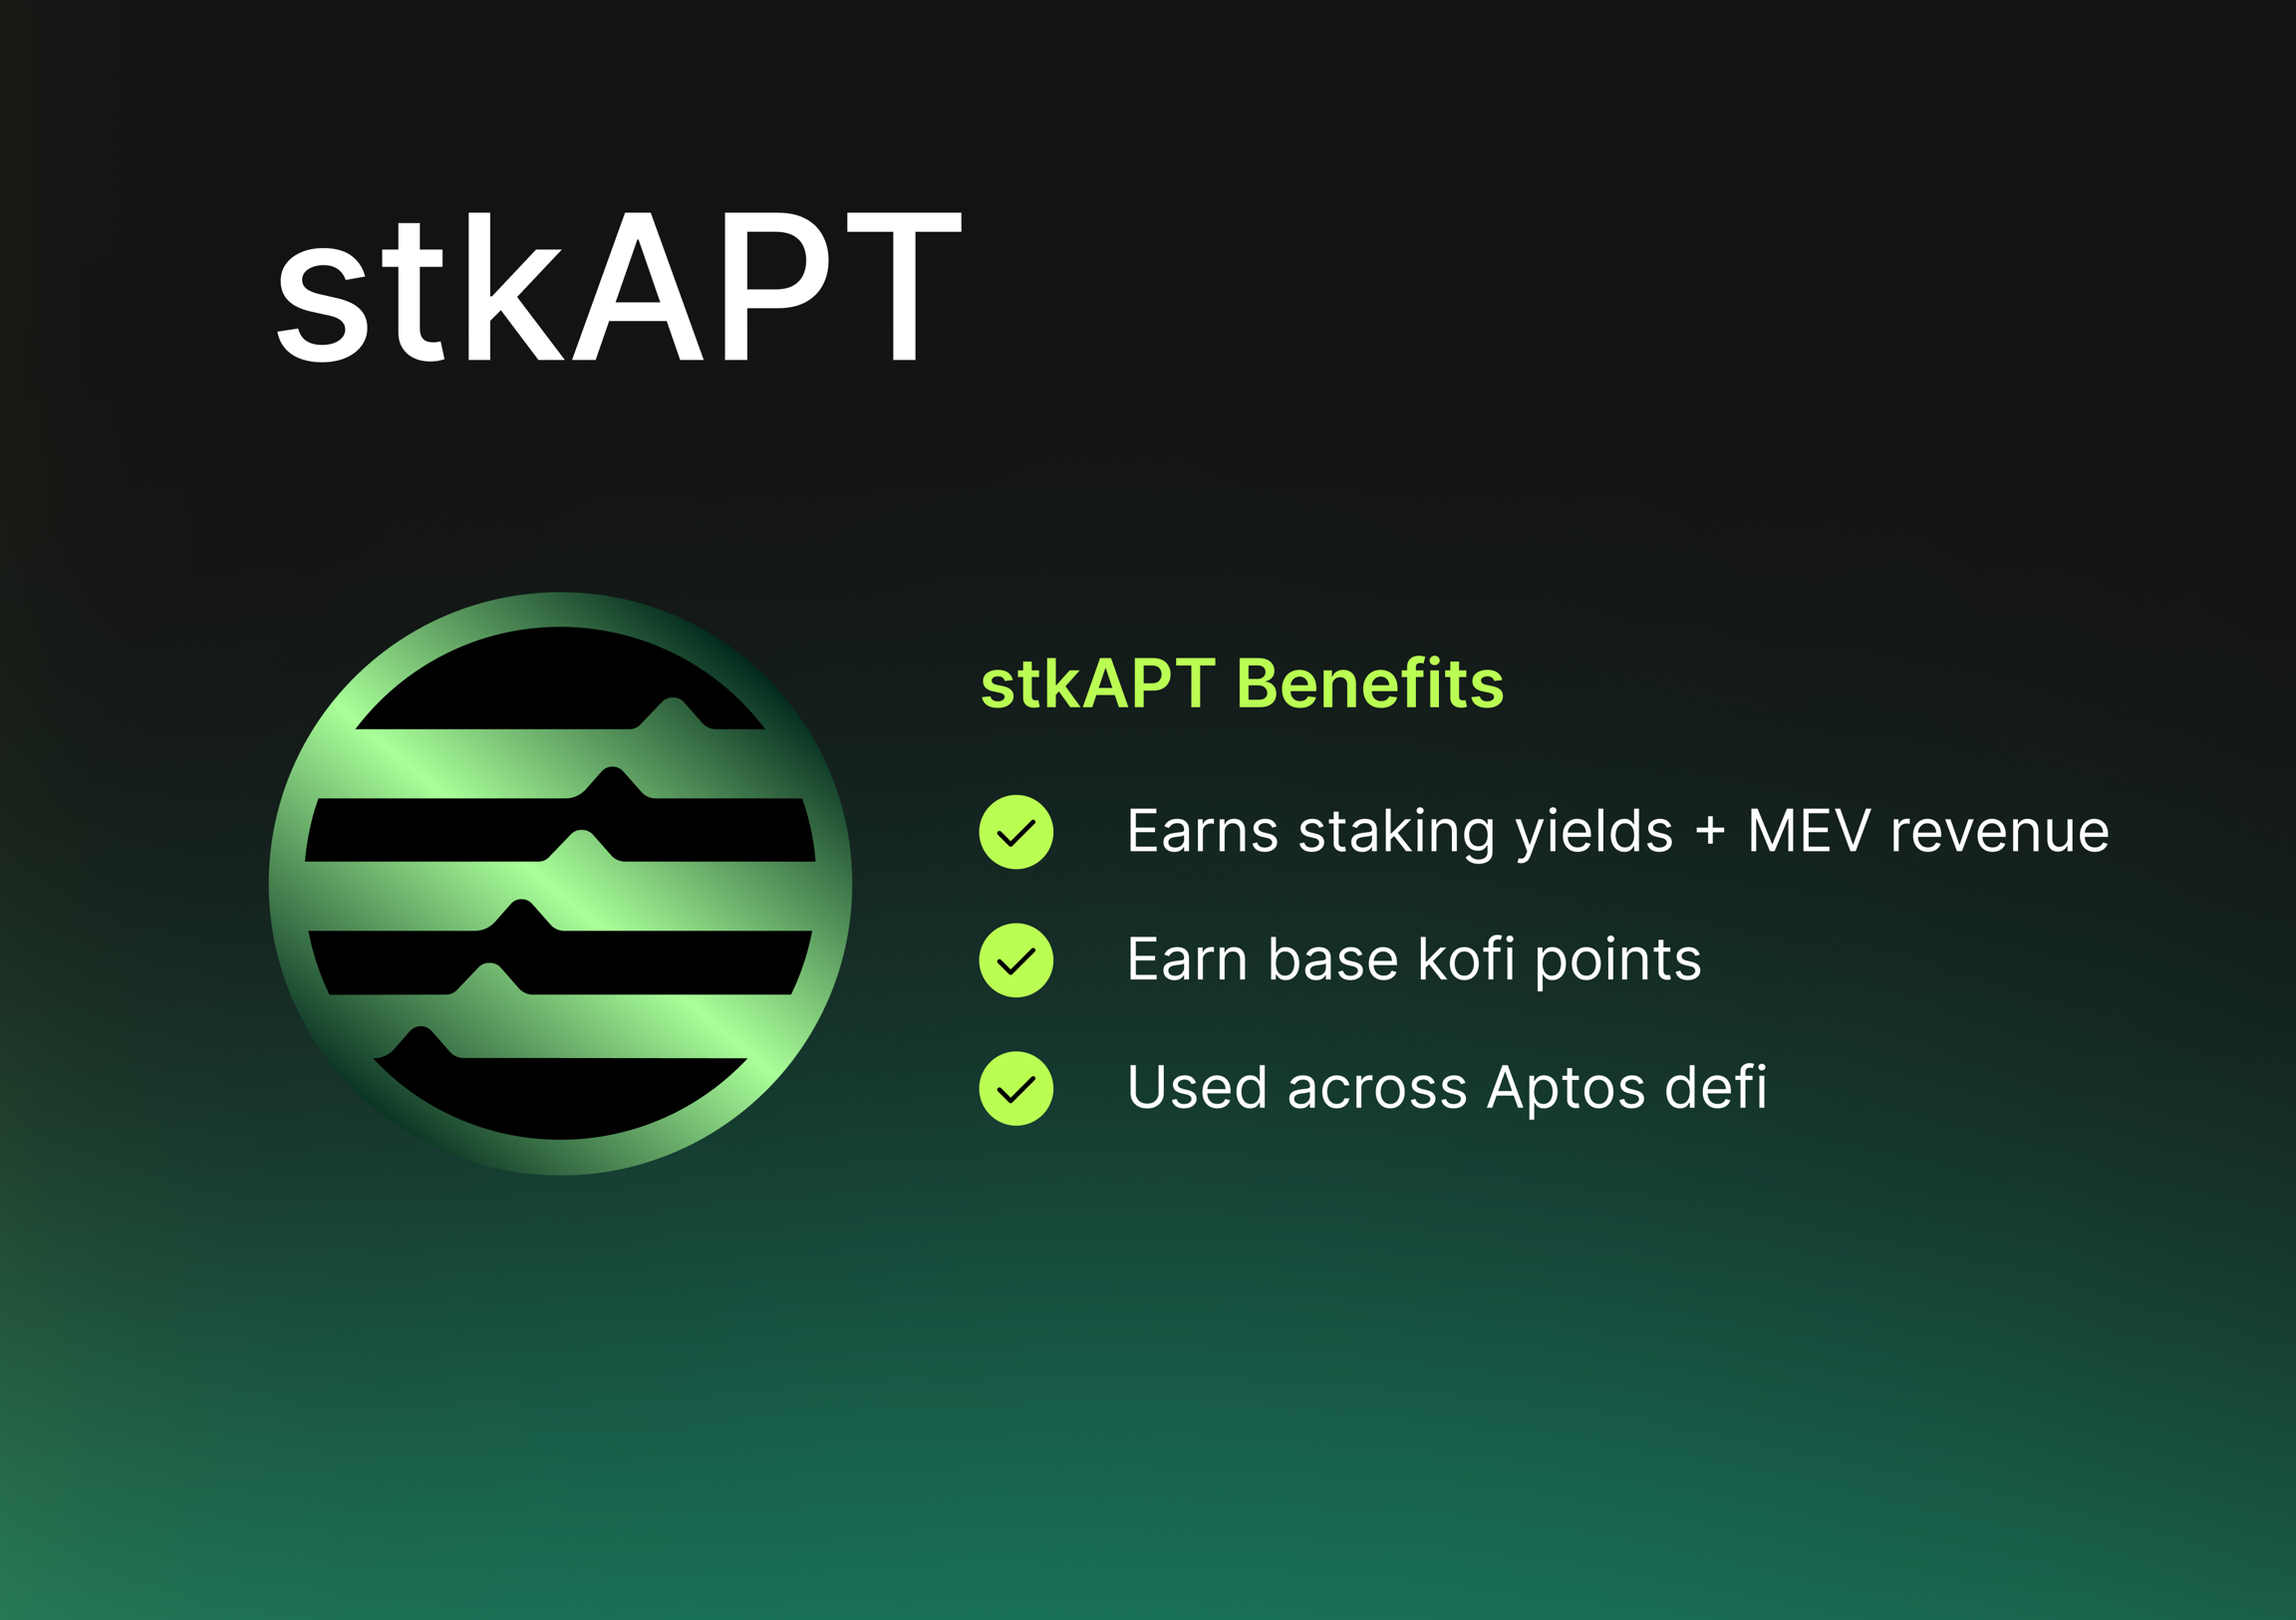 stkAPT
stkAPT Benefits
Earns staking yields + MEV revenue
Earn base kofi points
Used across Aptos defi